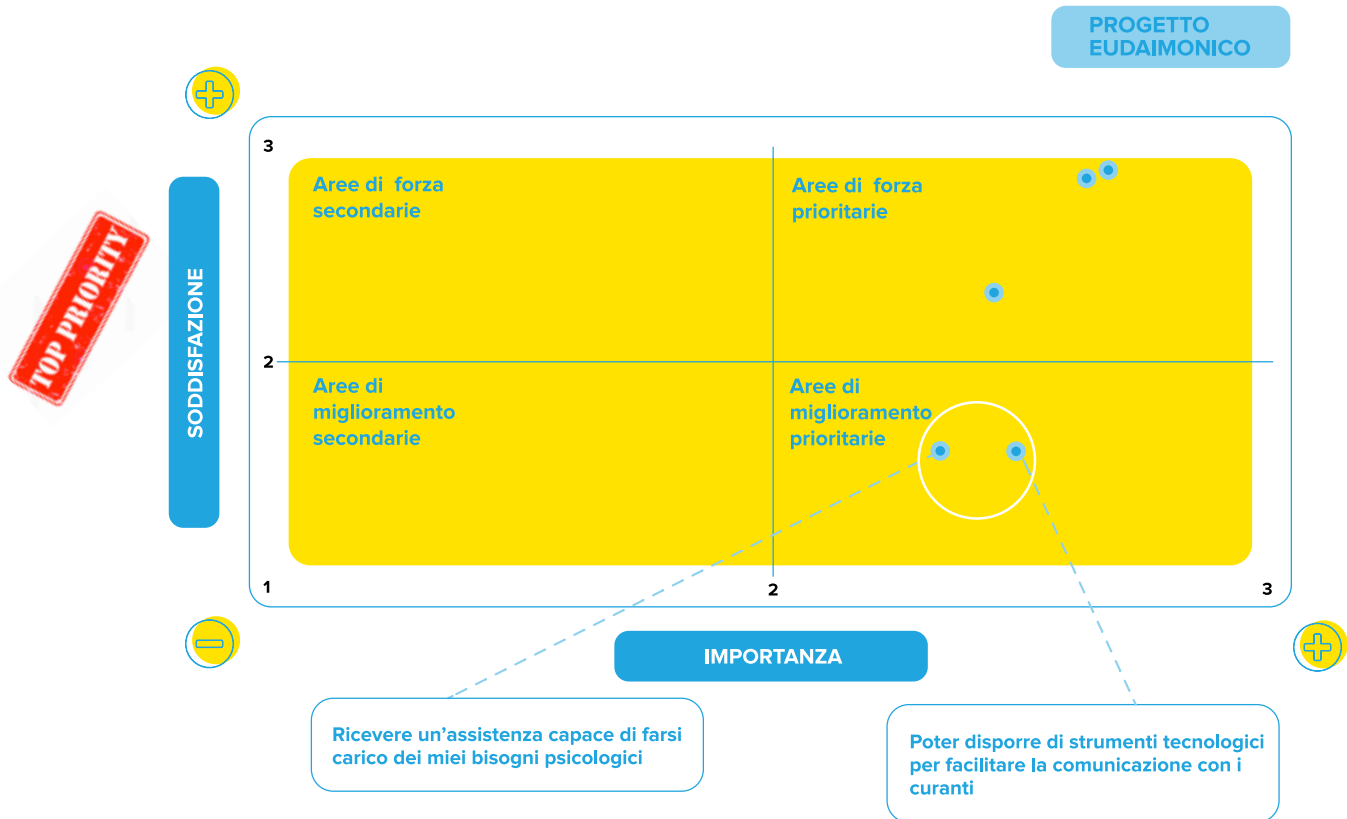 PROGETTO
EUDAIMONICO
TOP PRIORITY
SODDISFAZIONE
3
Aree di forza
secondarie
Aree di forza
prioritarie
2
Aree di
miglioramento
secondarie
Aree di
miglioramento
prioritarie
1
2
3
IMPORTANZA
Ricevere un'assistenza capace di farsi
carico dei miei bisogni psicologici
Poter disporre di strumenti tecnologici
per facilitare la comunicazione con i
curanti